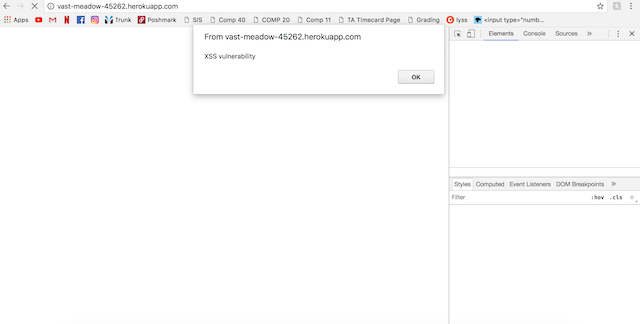 vast-meadow-45262.herokuapp.com
Apps Trunk Poshmark SIS Comp 40 COMP 20 Comp 11 TA Timecard Page Grading lyss <input type="numb...
From vast-meadow-45262.herokuapp.com
XSS vulnerability
OK
Elements Console Sources »
Styles Computed Event Listeners DOM Breakpoints »
Filter :hov .cls +